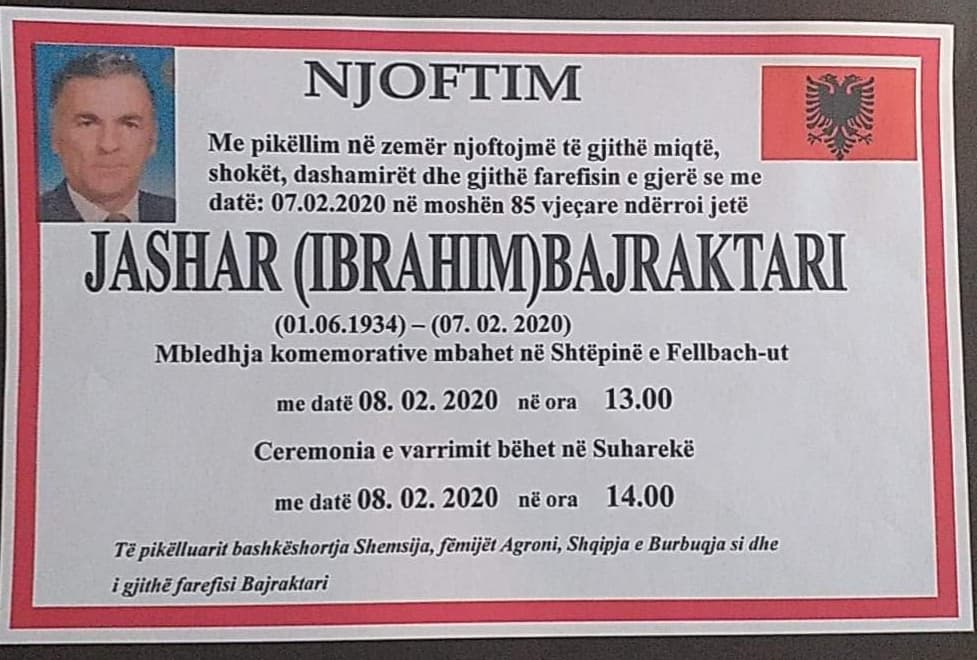 NJOFTIM
Me pikëllim në zemër njoftojmë të gjithë miqtë,
shokët, dashamirët dhe gjithë farefisin e gjerë se me
datë: 07.02.2020 në moshën 85 vjeçare ndërroi jetë
JASHAR (IBRAHIM)BAJRAKTARI
(01.06.1934) – (07. 02. 2020)
Mbledhja komemorative mbahet në Shtëpinë e Fellbach-ut
me datë 08. 02. 2020 në ora 13.00
Ceremonia e varrimit bëhet në Suharekë
me datë 08. 02. 2020 në ora 14.00
Të pikëlluarit bashkëshortja Shemsija, fëmijët Agroni, Shqipja e Burbuqja si dhe
i gjithë farefisi Bajraktari